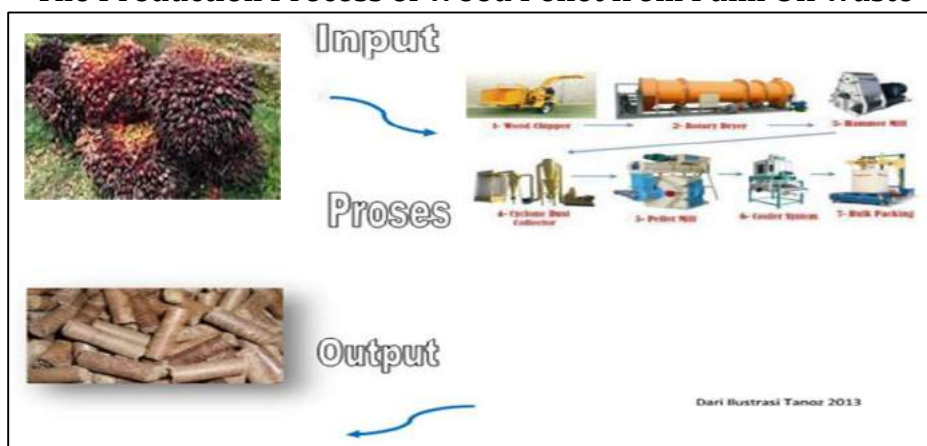 The Production Process of Wood Pellet from Palm Oil Waste
Input
1- Wood Chipper
2- Rotary Dryer
3- Hammer Mill
Proses
4- Cyclone Dust
Collector
5- Pellet Mill
6- Cooler System
7- Bulk Packing
Output
Dari Ilustrasi Tanoz 2013